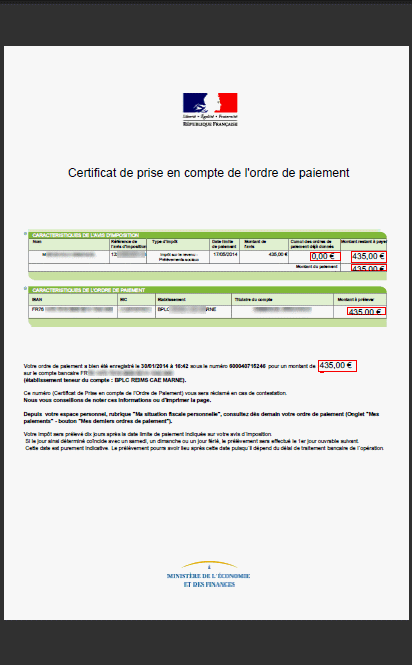 Liberté • Égalité • Fraternité
RÉPUBLIQUE FRANÇAISE
Certificat de prise en compte de l'ordre de paiement
CARACTERISTIQUES DE L'AVIS D'IMPOSITION
Nom Référence de l'avis d'imposition Type d'impôt Date limite de paiement Montant de l'avis Cumul des ordres de paiement déjà donnés Montant restant à payer
Impôt sur le revenu - Prélèvements sociaux 17/05/2014 435,00 € 0,00 € 435,00 €
Montant du paiement 435,00 €
CARACTERISTIQUES DE L'ORDRE DE PAIEMENT
IBAN BIC Etablissement Titulaire du compte Montant à prélever
FR76 BPLC MARNE 435,00 €
Votre ordre de paiement a bien été enregistré le 30/01/2014 à 16:42 sous le numéro 600040715246 pour un montant de 435,00 €
sur le compte bancaire FR
(établissement teneur du compte : BPLC REIMS CAE MARNE).
Ce numéro (Certificat de Prise en compte de l'Ordre de Paiement) vous sera réclamé en cas de contestation.
Nous vous conseillons de noter ces informations ou d'imprimer la page.
Depuis votre espace personnel, rubrique "Ma situation fiscale personnelle", consultez dès demain votre ordre de paiement (Onglet "Mes
paiements" - bouton "Mes derniers ordres de paiement").
Votre impôt sera prélevé dix jours après la date limite de paiement indiquée sur votre avis d'imposition.
Si le jour ainsi déterminé coïncide avec un samedi, un dimanche ou un jour férié, le prélèvement sera effectué le 1er jour ouvrable suivant.
Cette date est purement indicative. Le prélèvement pourra avoir lieu après cette date puisqu'il dépend du délai de traitement bancaire de l'opération.
MINISTÈRE DE L'ÉCONOMIE
ET DES FINANCES